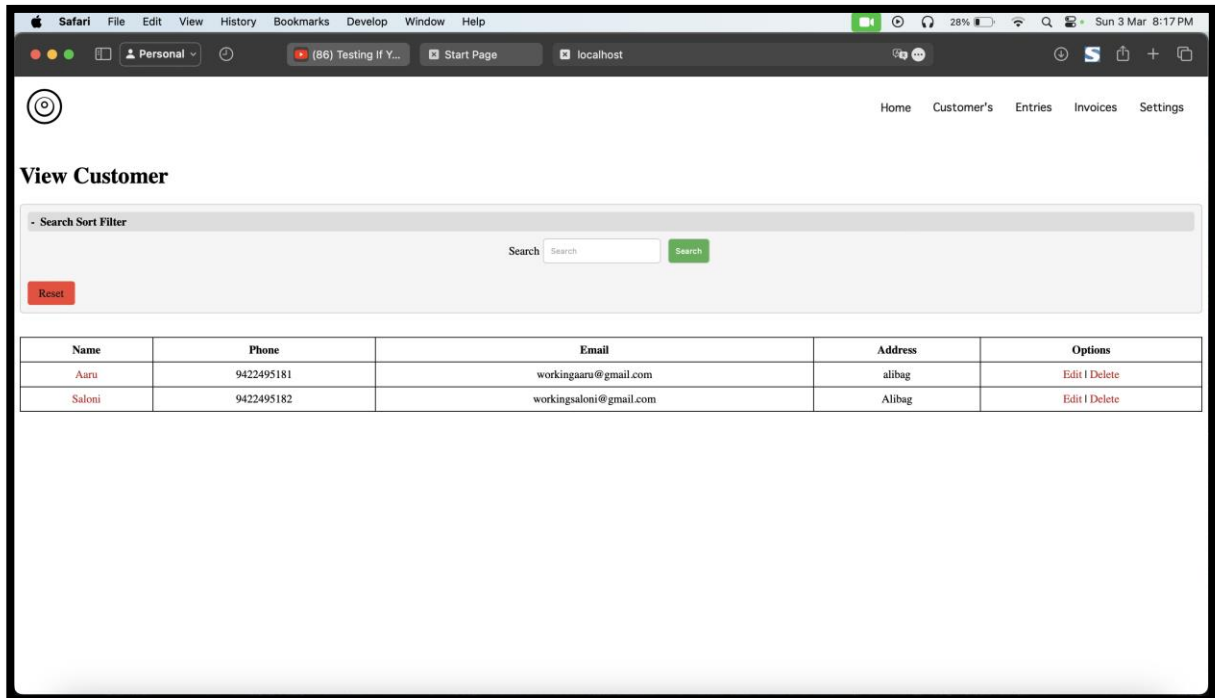 Safari File Edit View History Bookmarks Develop Window Help 28% Sun 3 Mar 8:17 PM
Personal (86) Testing If Y... Start Page localhost
Home Customer's Entries Invoices Settings
View Customer
- Search Sort Filter
Search Search Search
Reset
Name Phone Email Address Options
Aaru 9422495181 workingaaru@gmail.com alibag Edit | Delete
Saloni 9422495182 workingsaloni@gmail.com Alibag Edit | Delete